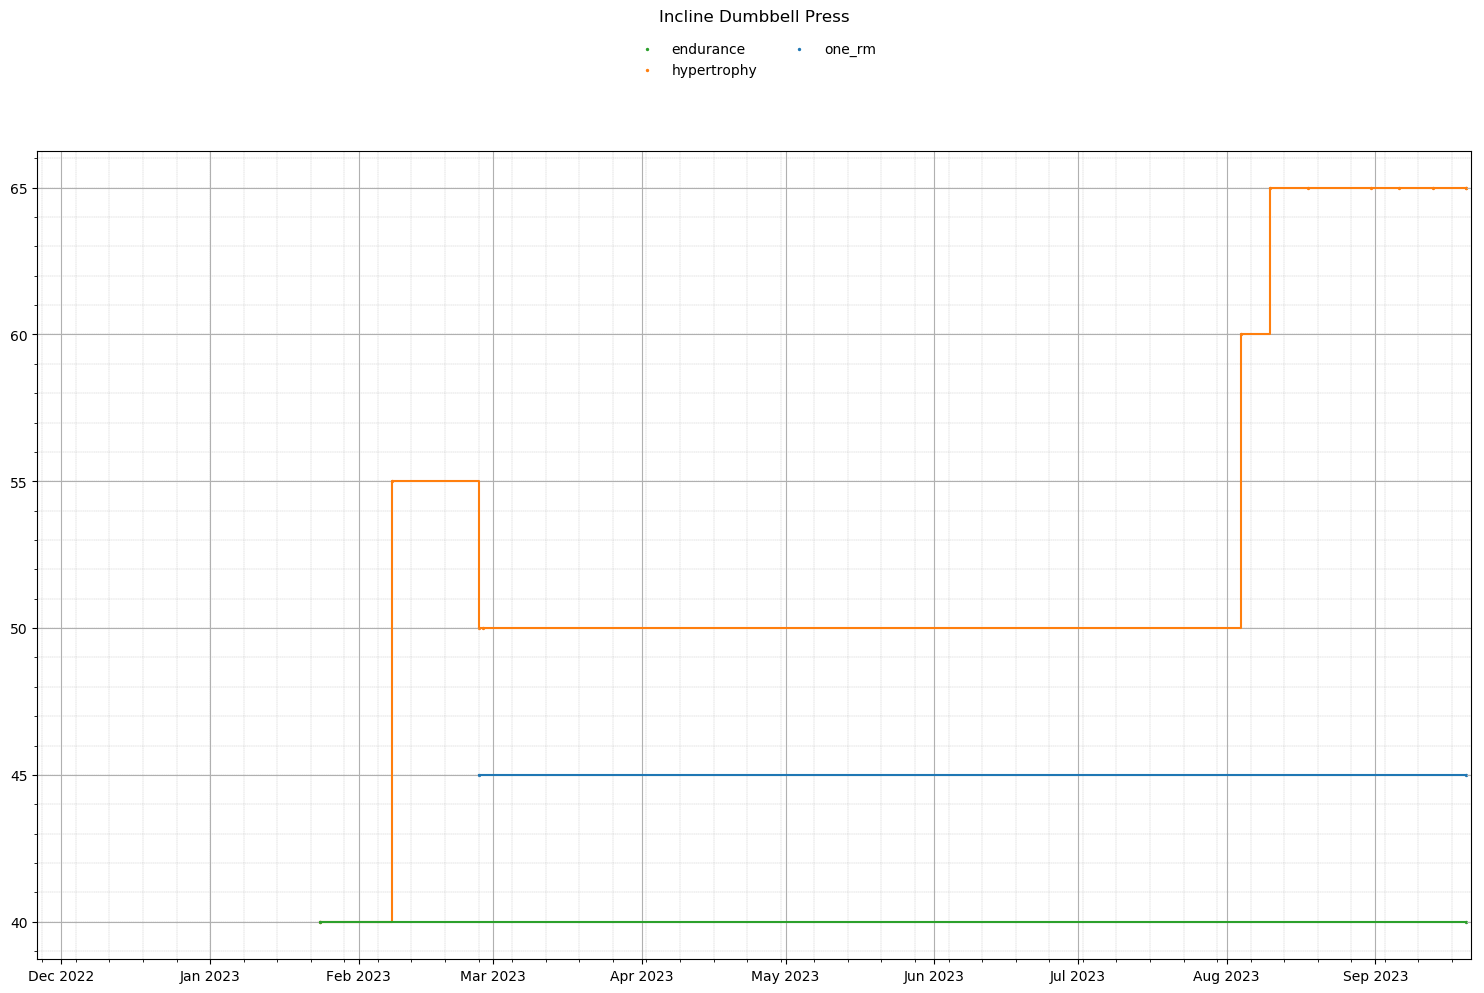 Incline Dumbbell Press
endurance
hypertrophy
one_rm
65
60
55
50
45
40
Dec 2022
Jan 2023
Feb 2023
Mar 2023
Apr 2023
May 2023
Jun 2023
Jul 2023
Aug 2023
Sep 2023